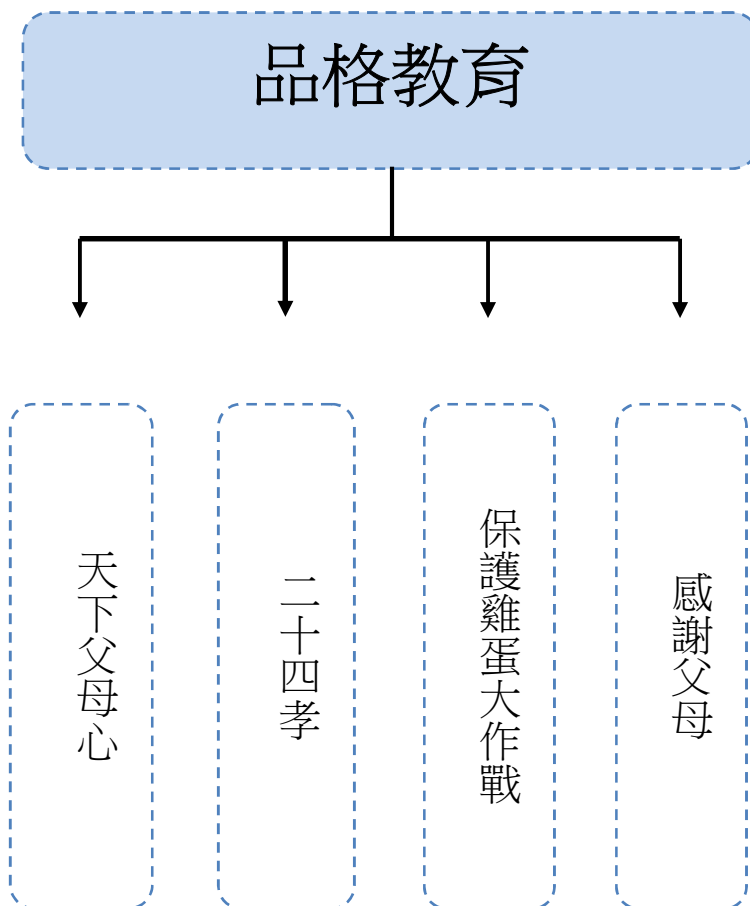 品格教育
天下父母心
二十四孝
保護雞蛋大作戰
感謝父母